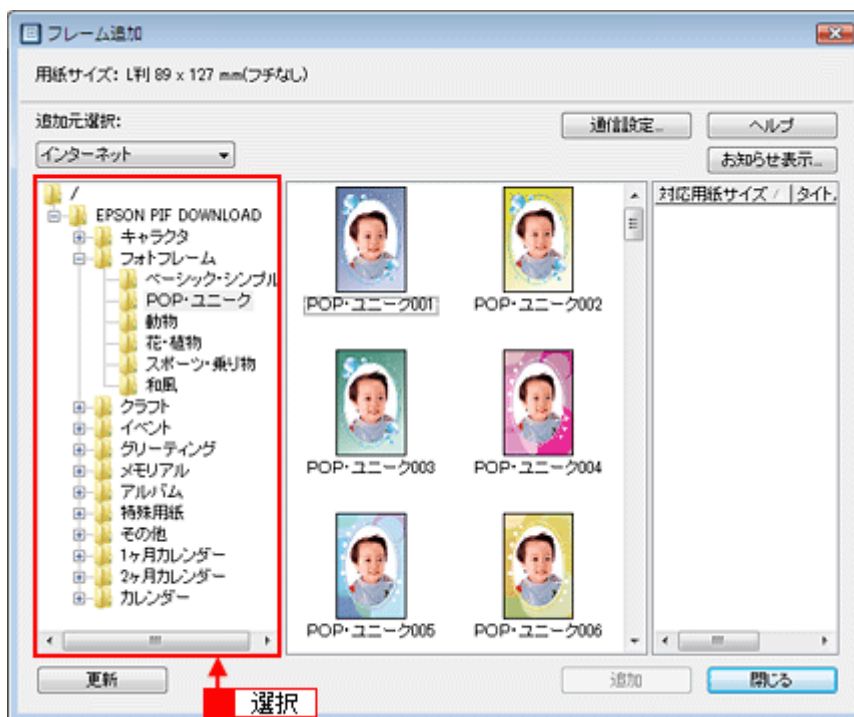 フレーム追加
用紙サイズ: L判 89 x 127 mm(フチなし)
追加元選択:
通信設定...
ヘルプ
インターネット
お知らせ表示...
/
EPSON PIF DOWNLOAD
キャラクタ
フォトフレーム
ベーシック・シンプル
POP・ユニーク
動物
花・植物
スポーツ・乗り物
和風
クラフト
イベント
グリーティング
メモリアル
アルバム
特殊用紙
その他
1ヶ月カレンダー
2ヶ月カレンダー
カレンダー
POP・ユニーク001
POP・ユニーク002
POP・ユニーク003
POP・ユニーク004
POP・ユニーク005
POP・ユニーク006
対応用紙サイズ / タイト
更新
追加
閉じる
選択